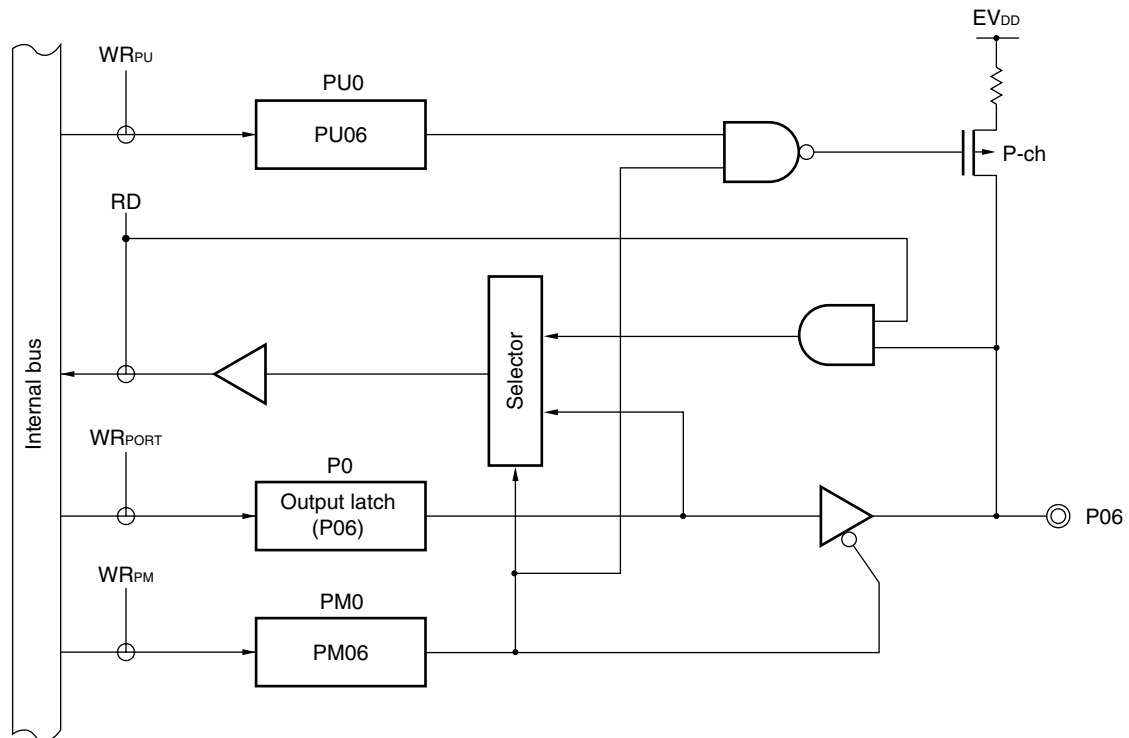 EVDD
WRPU
PU0
PU06
P-ch
RD
Internal bus
Selector
WRPORT
P0
Output latch
(P06)
P06
WRPM
PM0
PM06